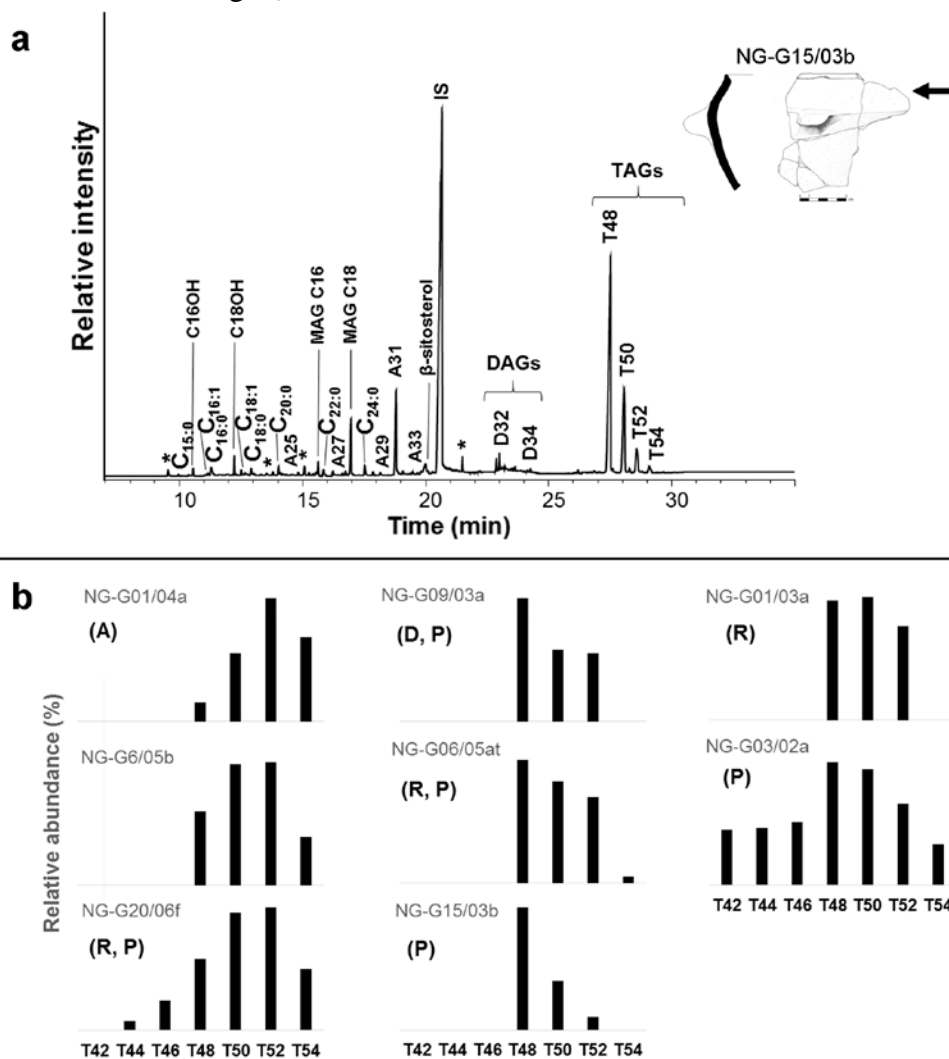 a
NG-G15/03b
Relative intensity
IS
TAGs
T48
T50
T52
T54
DAGs
D32
D34
*
C15:0
C16OH
C16:1
C16:0
C18OH
C18:1
C18:0
*
C20:0
A25
*
MAG C16
C22:0
A27
MAG C18
C24:0
A29
A31
A33
β-sitosterol
*
10 15 20 25 30
Time (min)
b
Relative abundance (%)
NG-G01/04a
(A)
NG-G09/03a
(D, P)
NG-G01/03a
(R)
NG-G6/05b
NG-G06/05at
(R, P)
NG-G03/02a
(P)
T42 T44 T46 T48 T50 T52 T54
NG-G20/06f
(R, P)
NG-G15/03b
(P)
T42 T44 T46 T48 T50 T52 T54
T42 T44 T46 T48 T50 T52 T54